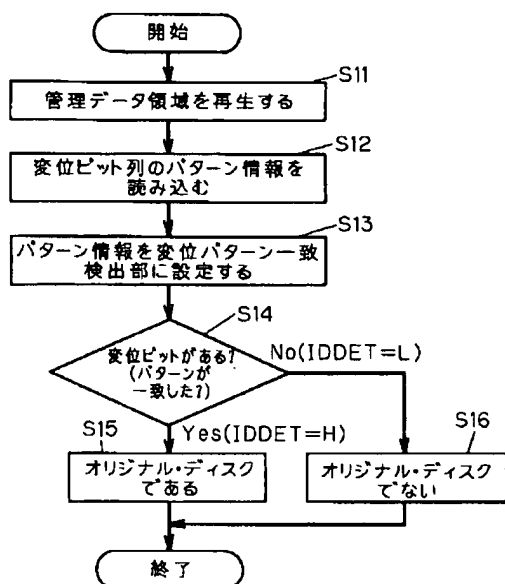 開始
S11
管理データ領域を再生する
S12
変位ピット列のパターン情報を
読み込む
S13
パターン情報を変位パターン一致
検出部に設定する
S14
変位ピットがある?
(パターンが
一致した?)
No(IDDET=L)
Yes(IDDET=H)
S15
オリジナル・ディスク
である
S16
オリジナル・ディスク
でない
終了